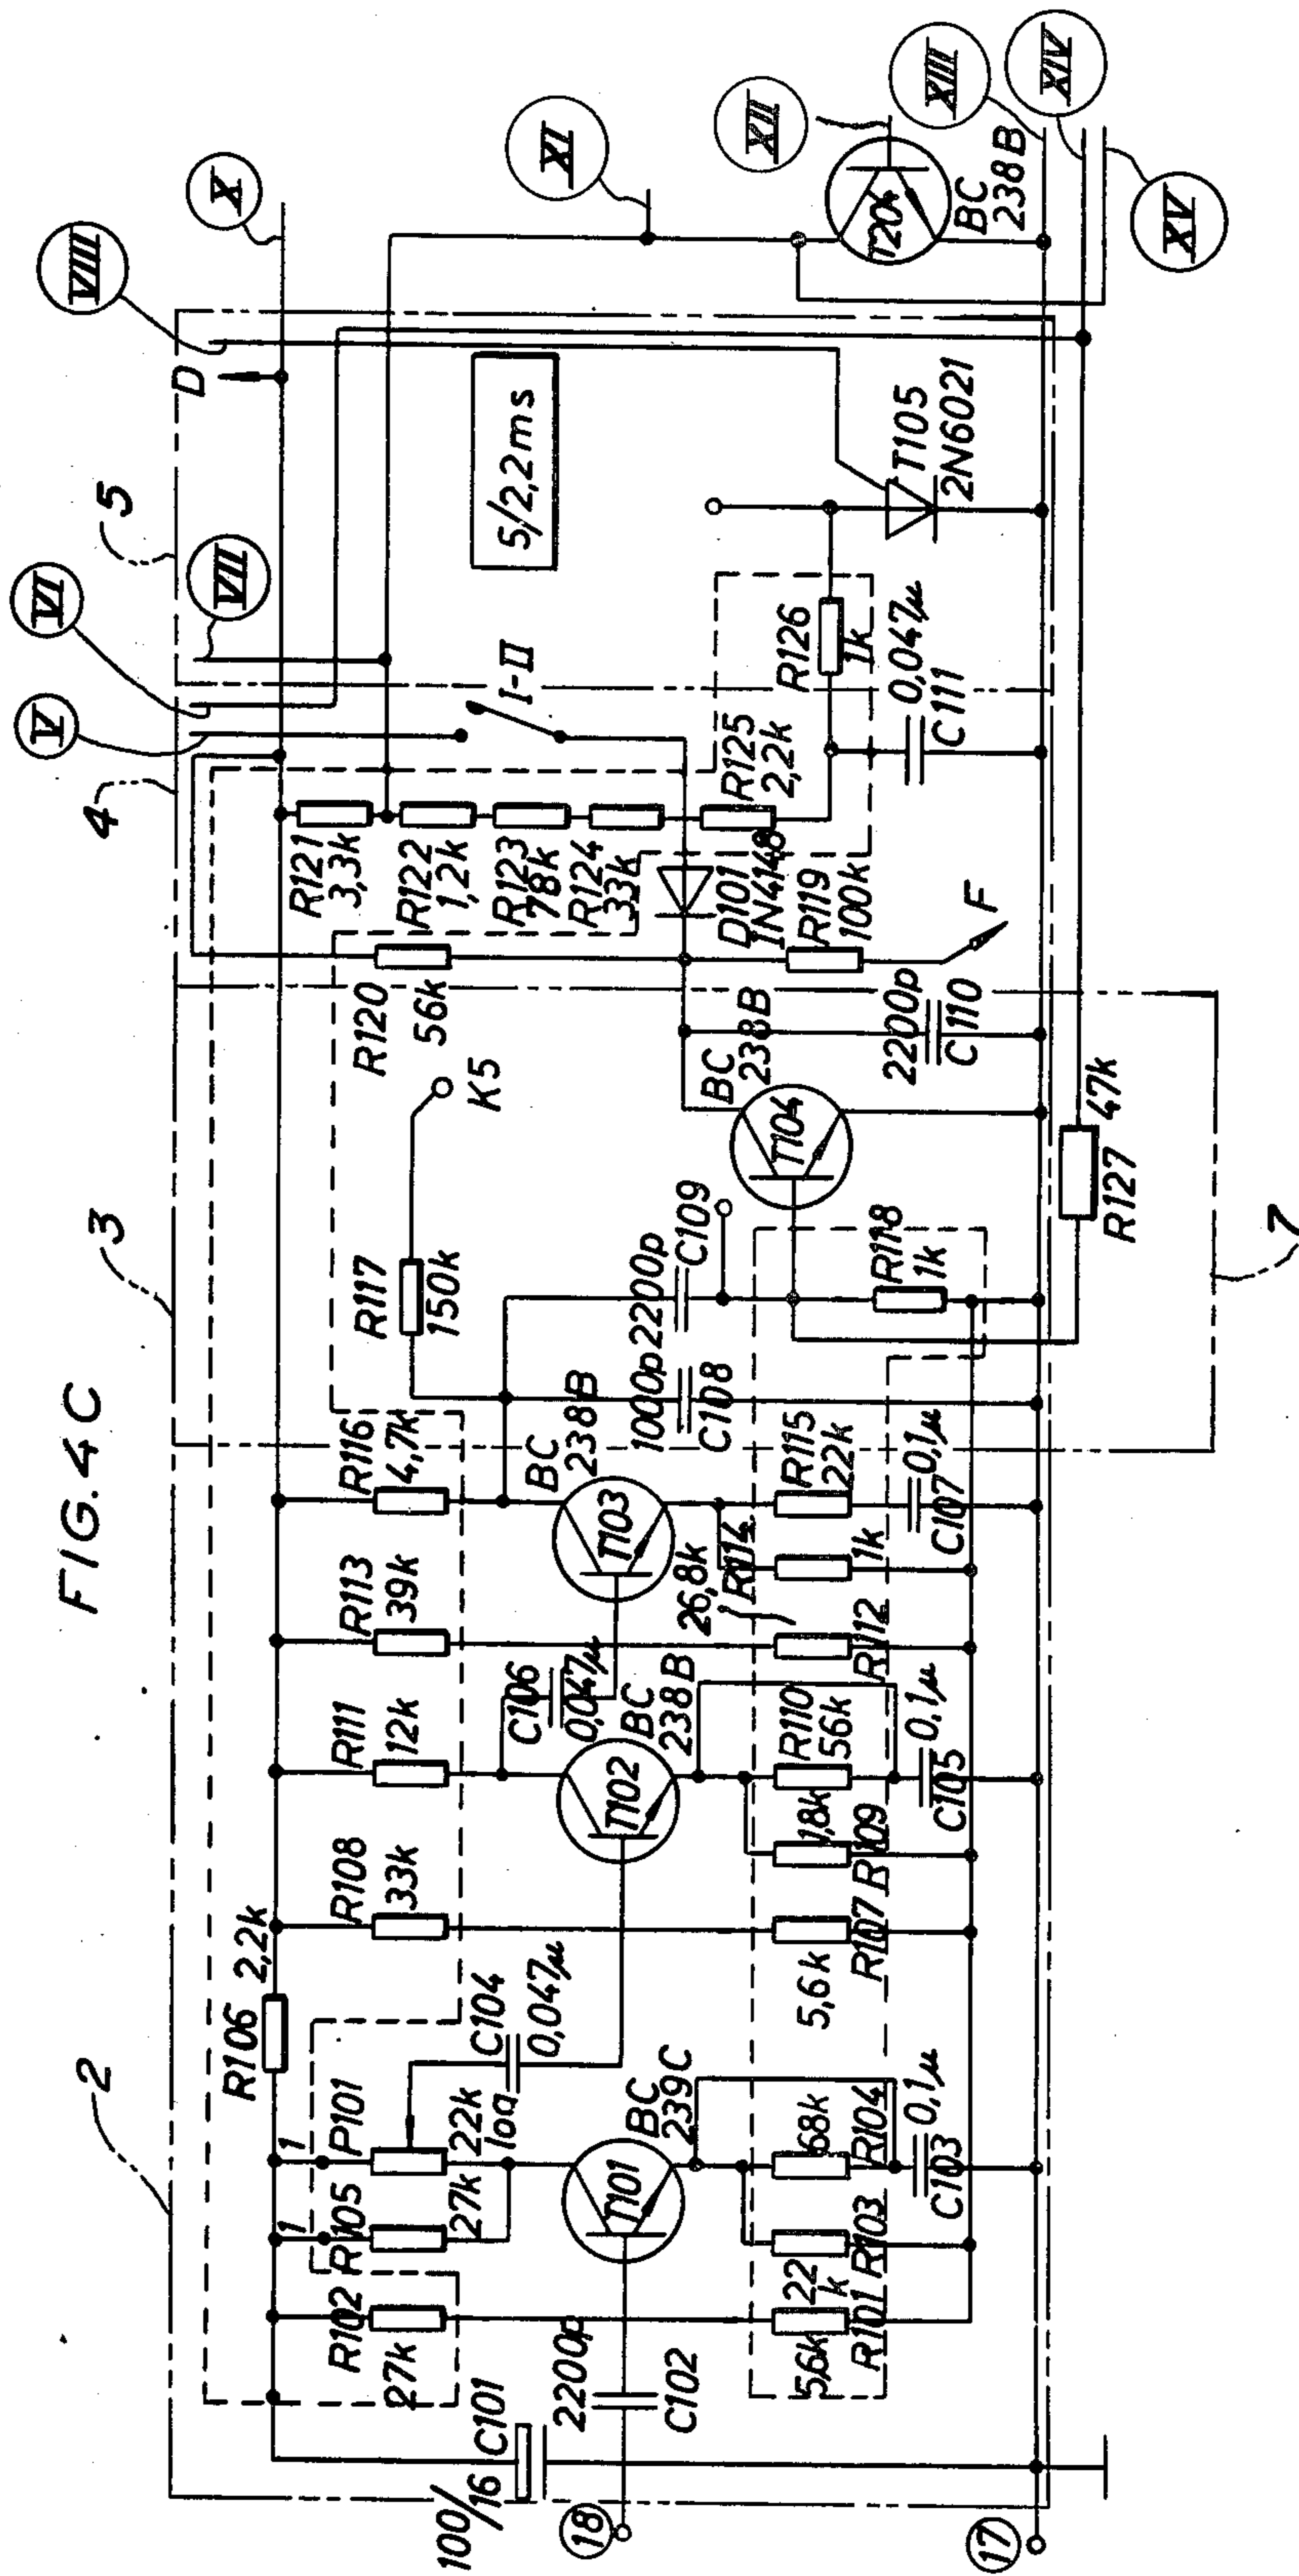 FIG. 4C
2
3
4
5
7
V
VI
VII
VIII
X
XI
XII
XIII
XIV
XV
D
R106 2,2k
1
1
R102
27k
R105
27k
P101
22k
log
R108
33k
R111
12k
R113
39k
R116
4,7k
R117
150k
K5
R120
56k
R121
3,3k
R122
1,2k
R123
78k
R124
33k
I-II
5/2,2ms
100/16
C101
2200p
C102
18
17
T101
BC
239C
C104
0,047µ
T102
BC
238B
C106
0,047µ
T103
BC
238B
1000p
C108
2200p
C109
T104
BC
238B
2200p
C110
D101
1N4148
R119
100k
F
R125
2,2k
R126
1k
0,047µ
C111
T105
2N6021
T204
BC
238B
5,6k
R101
22
k
R103
68k
R104
0,1µ
C103
5,6k
R107
1,8k
R109
R110
56k
0,1µ
C105
26,8k
R112
R114
1k
R115
22k
0,1µ
C107
R118
1k
R127
47k